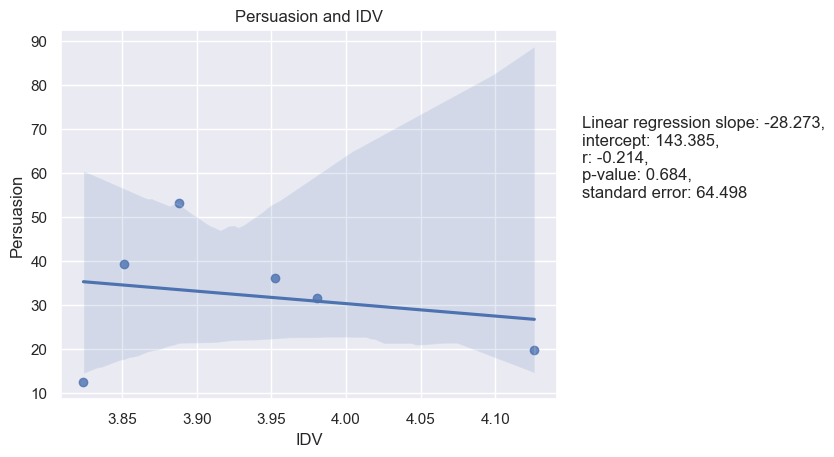 Persuasion and IDV
90
80
70
60
50
40
30
20
10
Persuasion
3.85
3.90
3.95
4.00
4.05
4.10
IDV
Linear regression slope: -28.273,
intercept: 143.385,
r: -0.214,
p-value: 0.684,
standard error: 64.498